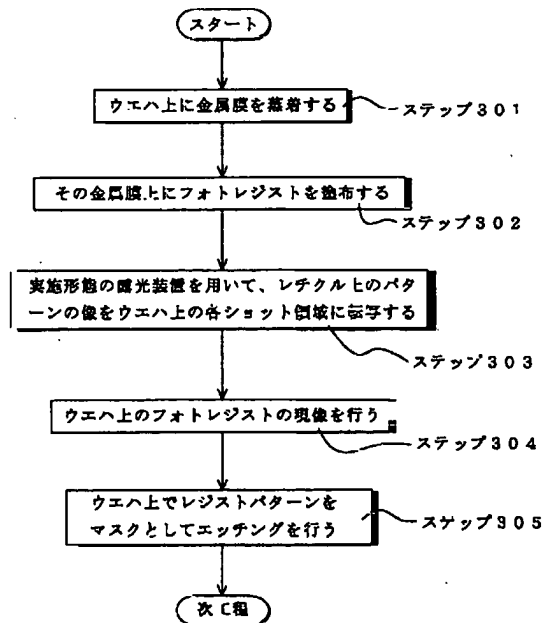 スタート
ウエハ上に金属膜を蒸着する
ステップ301
その金属膜上にフォトレジストを塗布する
ステップ302
実施形態の露光装置を用いて、レチクル上のパタ
ーンの像をウエハ上の各ショット領域に転写する
ステップ303
ウエハ上のフォトレジストの現像を行う
ステップ304
ウエハ上でレジストパターンを
マスクとしてエッチングを行う
ステップ305
次工程